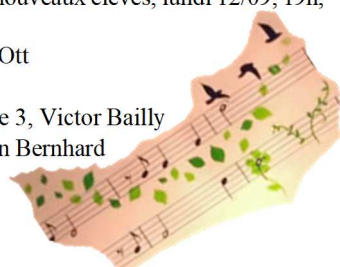 nouveaux élèves, lundi 12/09, 19h,
Ott
e 3, Victor Bailly
n Bernhard